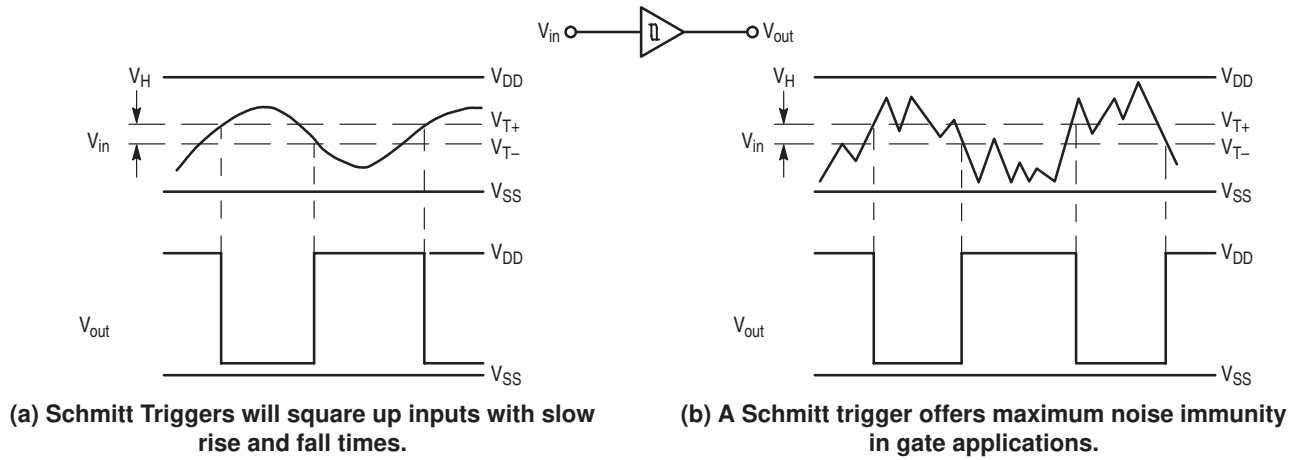 Vin Vout
VH VDD
VT+
Vin VT–
VSS
VDD
Vout
VSS
(a) Schmitt Triggers will square up inputs with slow
rise and fall times.
VH VDD
VT+
Vin VT–
VSS
VDD
Vout
VSS
(b) A Schmitt trigger offers maximum noise immunity
in gate applications.